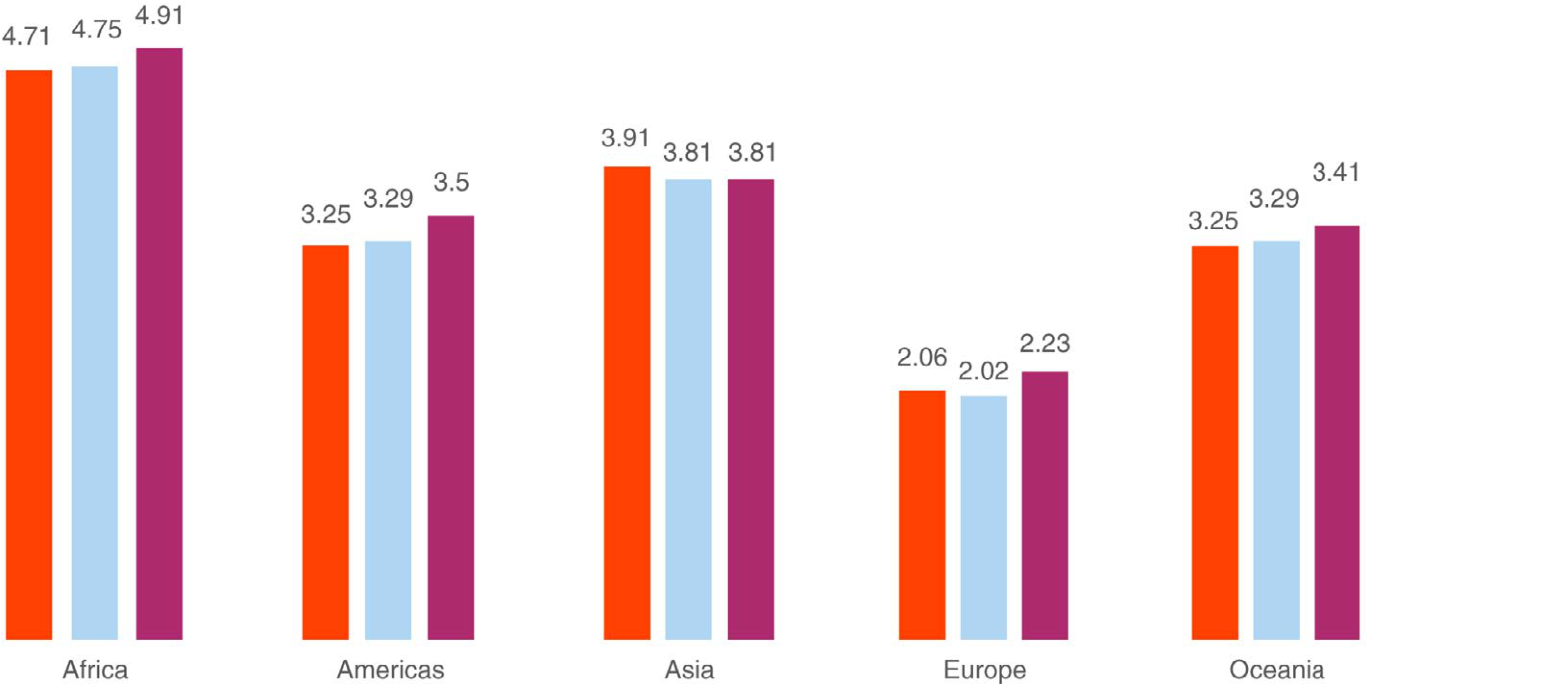 4.71 4.75 4.91
3.25 3.29 3.5
3.91 3.81 3.81
2.06 2.02 2.23
3.25 3.29 3.41
Africa Americas Asia Europe Oceania